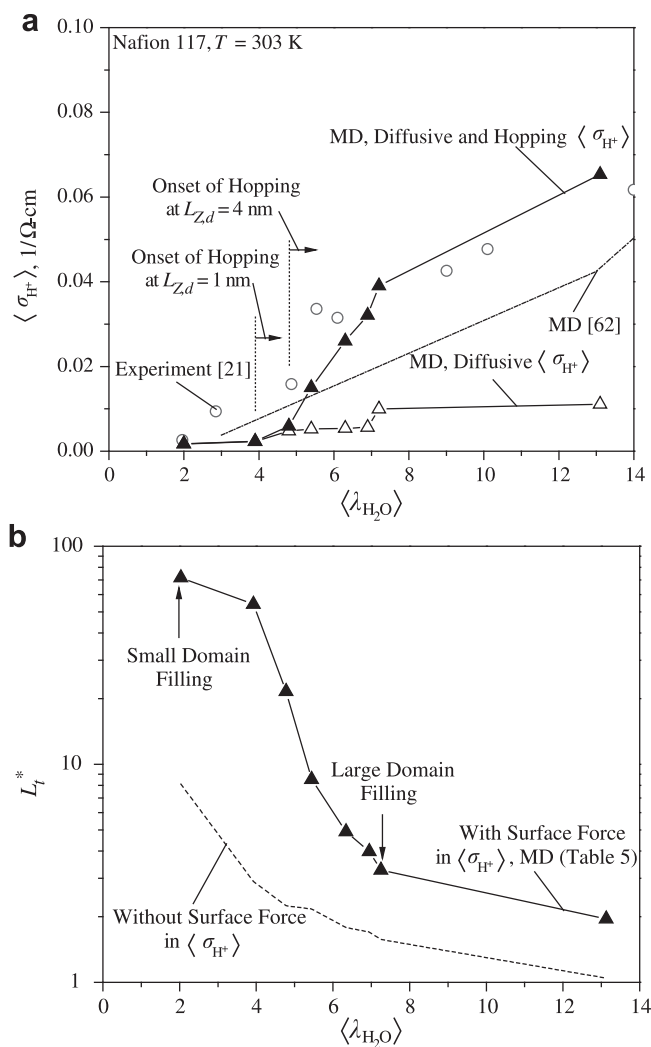 a
Nafion 117, T = 303 K
MD, Diffusive and Hopping ⟨ σH+ ⟩
Onset of Hopping
at LZ,d = 4 nm
Onset of Hopping
at LZ,d = 1 nm
Experiment [21]
MD [62]
MD, Diffusive ⟨ σH+ ⟩
⟨ σH+ ⟩, 1/Ω-cm
0.10
0.08
0.06
0.04
0.02
0.00
0 2 4 6 8 10 12 14
⟨λH2O⟩
b
100
10
1
Lt*
Small Domain
Filling
Large Domain
Filling
With Surface Force
in ⟨σH+⟩, MD (Table 5)
Without Surface Force
in ⟨ σH+ ⟩
0 2 4 6 8 10 12 14
⟨λH2O⟩